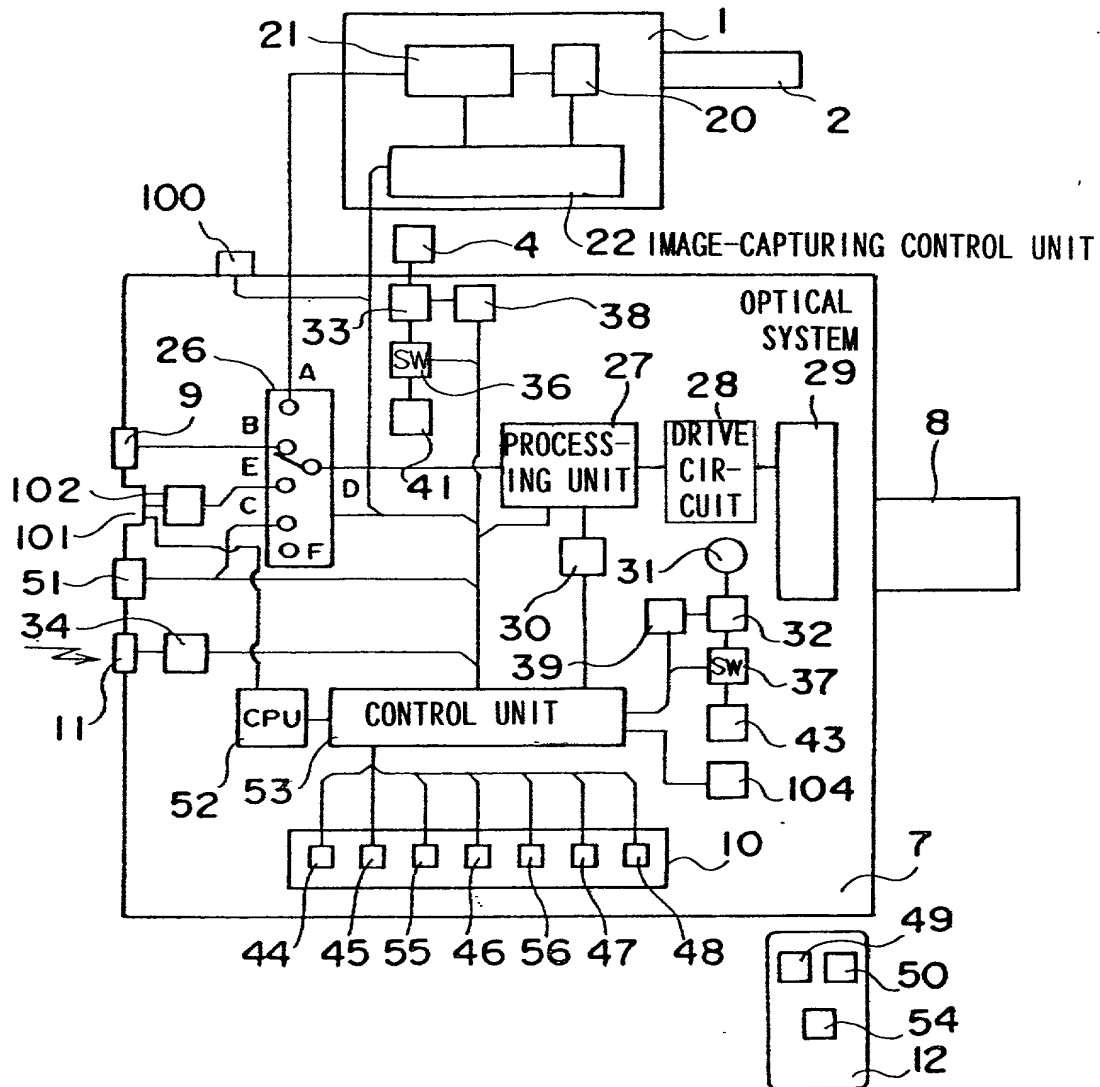 1
21
20
2
100
4
22 IMAGE-CAPTURING CONTROL UNIT
OPTICAL SYSTEM
33
38
26
A
SW
36
27
28
29
9
B
8
PROCESS-
ING UNIT
DRIVE
CIR-
CUIT
E
102
C
D
41
101
F
31
51
30
34
39
32
SW
37
11
CPU
CONTROL UNIT
43
52
53
104
10
7
44
45
55
46
56
47
48
49
50
54
12